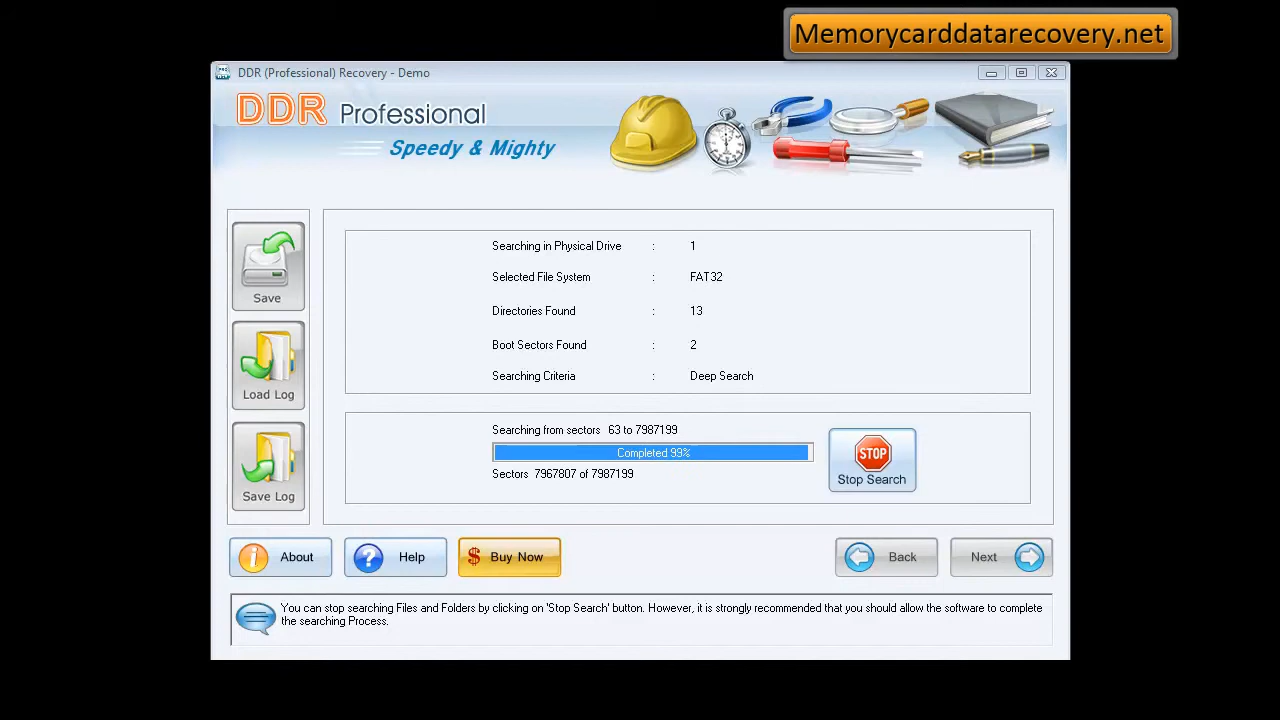 Memorycarddatarecovery.net
DDR (Professional) Recovery - Demo
DDR Professional
Speedy & Mighty
Searching in Physical Drive : 1
Selected File System : FAT32
Directories Found : 13
Boot Sectors Found : 2
Searching Criteria : Deep Search
Save
Load Log
Save Log
Searching from sectors 63 to 7987199
Completed 99%
Sectors 7967807 of 7987199
STOP
Stop Search
About
Help
$ Buy Now
Back
Next
You can stop searching Files and Folders by clicking on 'Stop Search' button. However, it is strongly recommended that you should allow the software to complete
the searching Process.